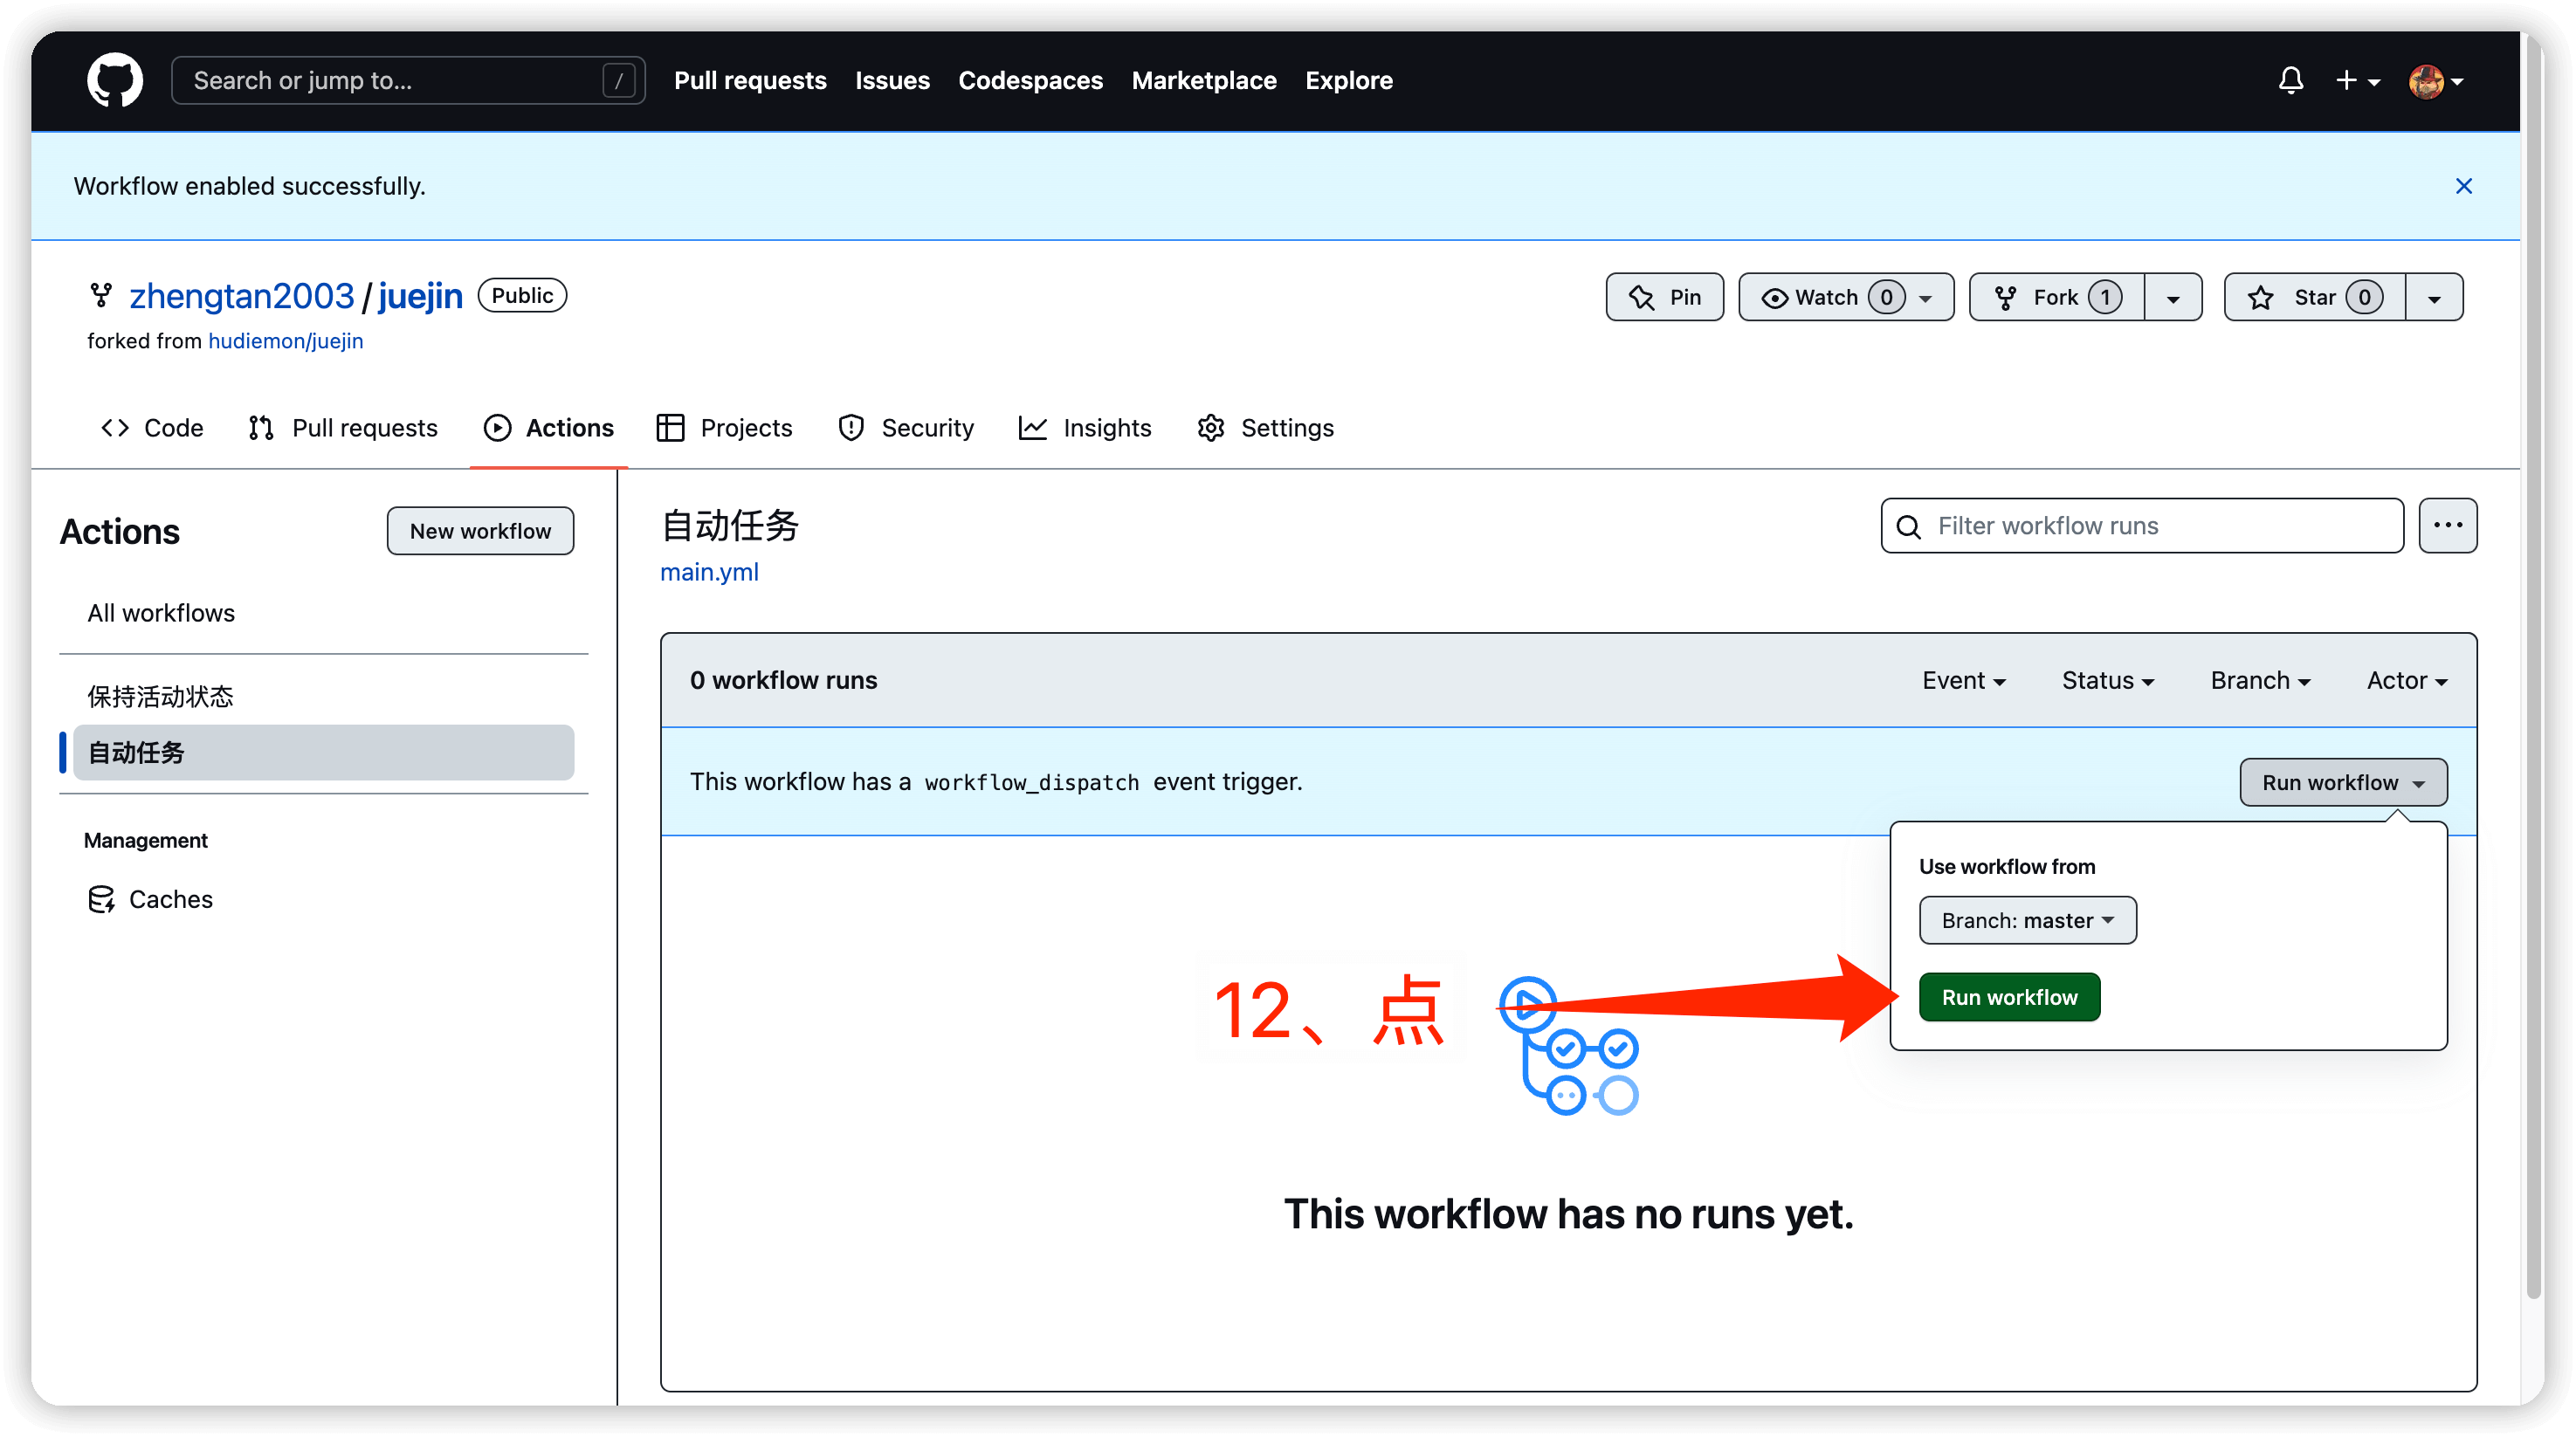 Search or jump to... /
Pull requests Issues Codespaces Marketplace Explore
Workflow enabled successfully.
zhengtan2003 / juejin Public
Pin Watch 0 Fork 1 Star 0
forked from hudiemon/juejin
Code Pull requests Actions Projects Security Insights Settings
Actions
New workflow
All workflows
保持活动状态
自动任务
Management
Caches
自动任务
main.yml
Filter workflow runs
0 workflow runs
Event Status Branch Actor
This workflow has a workflow_dispatch event trigger.
Run workflow
Use workflow from
Branch: master
Run workflow
12、点
This workflow has no runs yet.